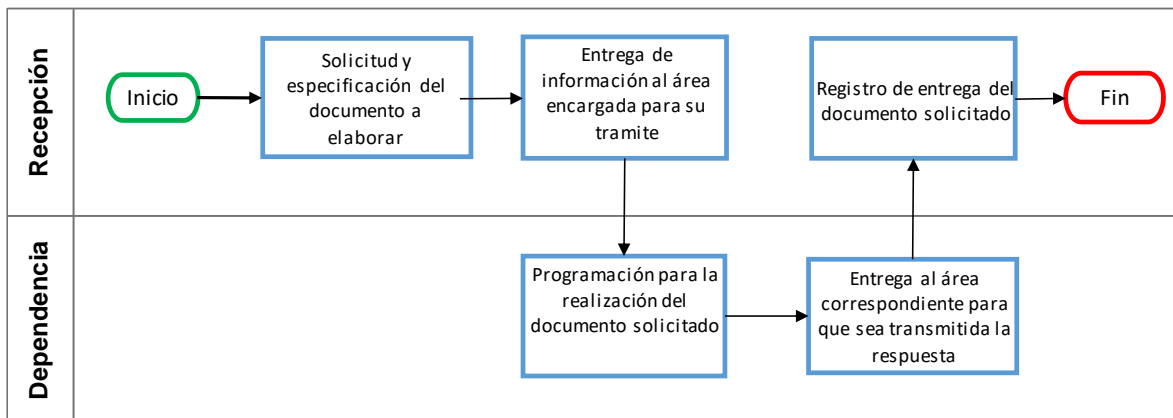 Recepción
Inicio
Solicitud y
especificación del
documento a
elaborar
Entrega de
información al área
encargada para su
tramite
Registro de entrega del
documento solicitado
Fin
Dependencia
Programación para la
realización del
documento solicitado
Entrega al área
correspondiente para
que sea transmitida la
respuesta